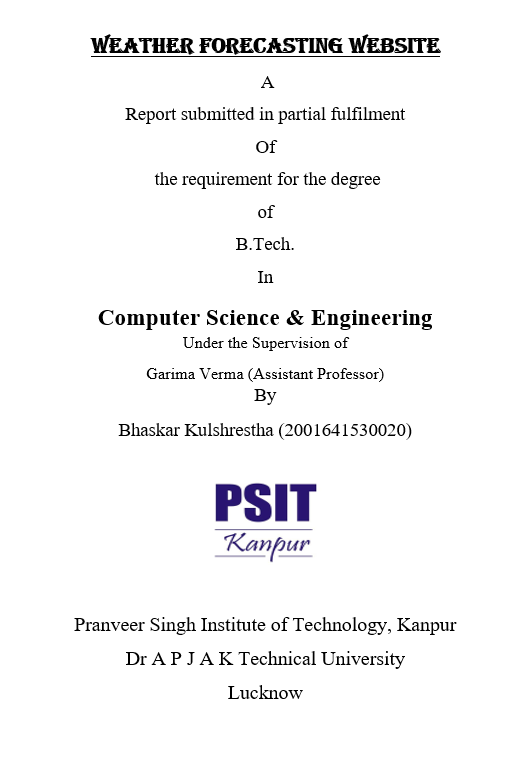 WEATHER FORECASTING WEBSITE
A
Report submitted in partial fulfilment
Of
the requirement for the degree
of
B.Tech.
In
Computer Science & Engineering
Under the Supervision of
Garima Verma (Assistant Professor)
By
Bhaskar Kulshrestha (2001641530020)
PSIT
Kanpur
Pranveer Singh Institute of Technology, Kanpur
Dr A P J A K Technical University
Lucknow